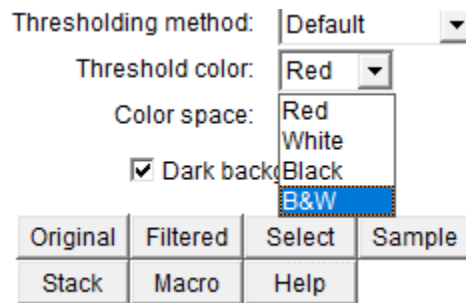 Thresholding method: Default
Threshold color: Red
Color space: Red
White
Dark backg Black
B&W
Original Filtered Select Sample
Stack Macro Help